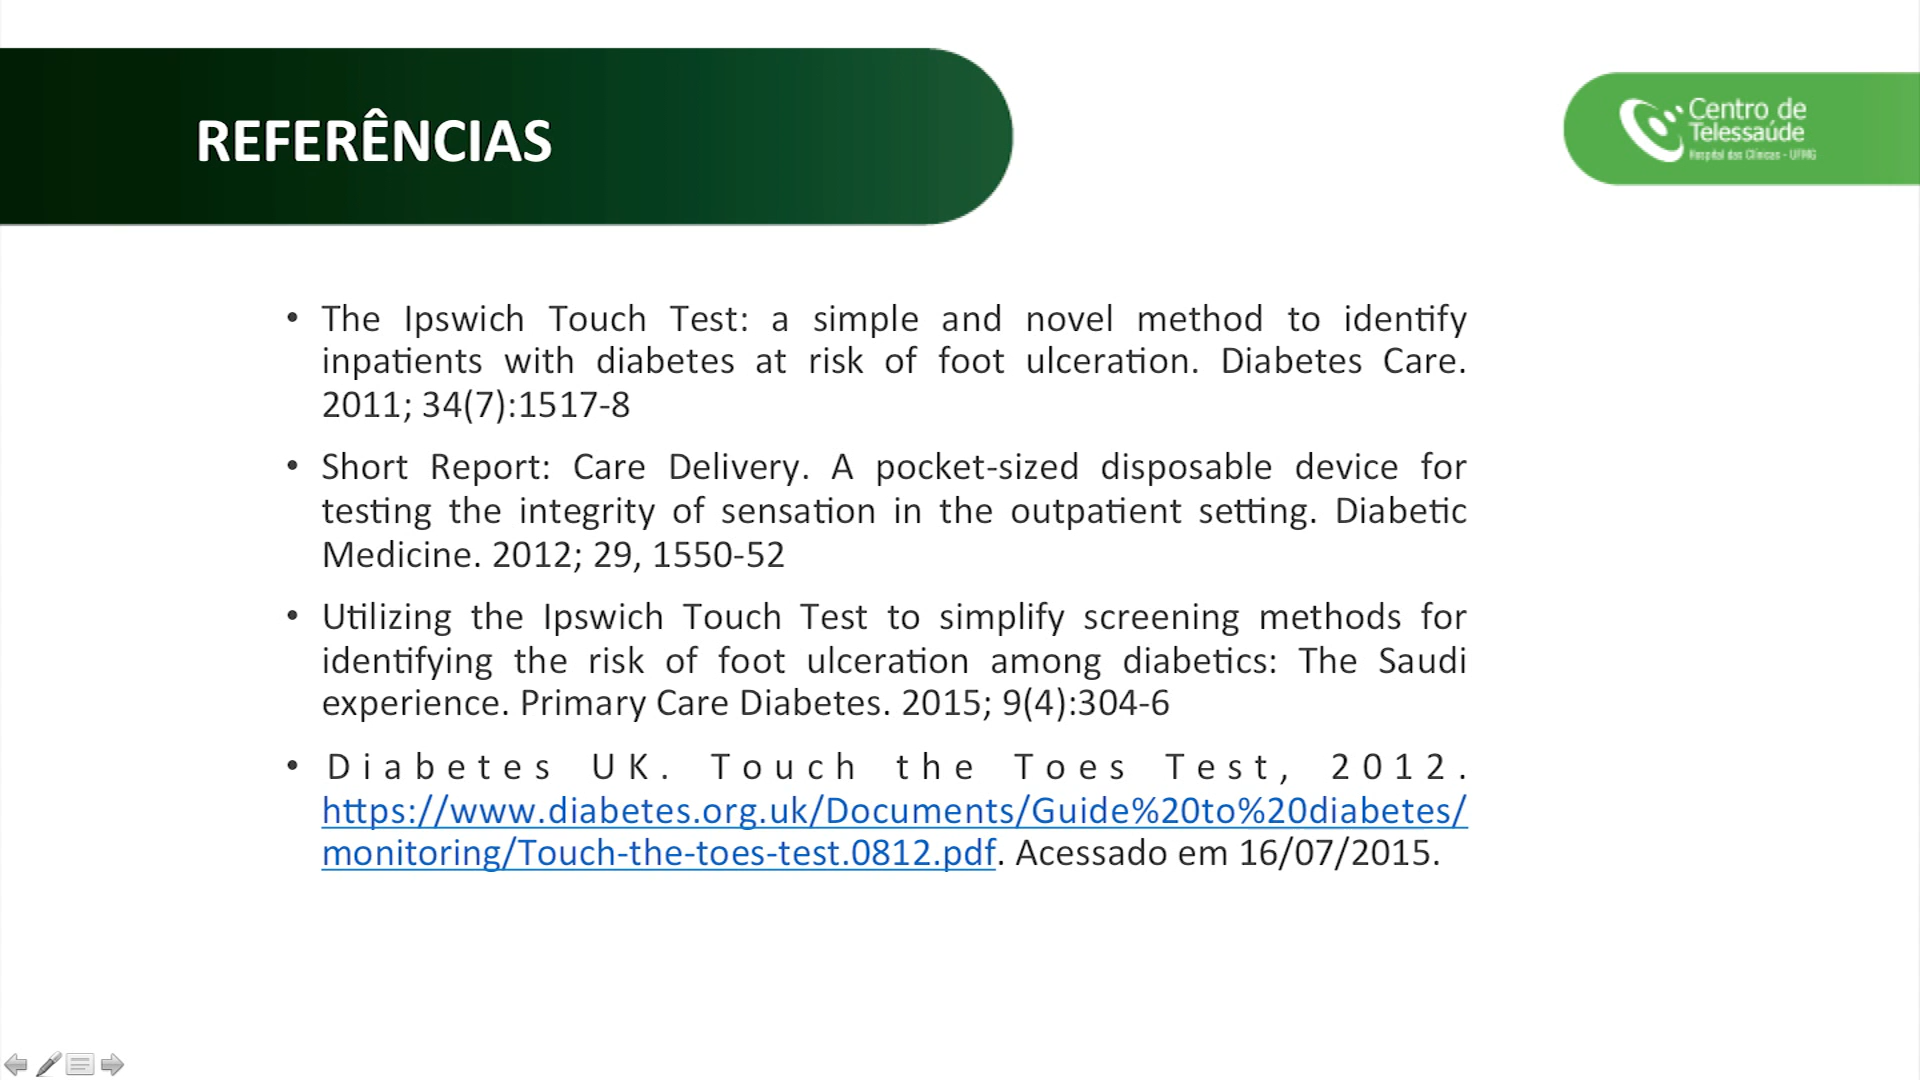 REFERÊNCIAS
Centro de
Telessaúde
Hospital das Clínicas - UFMG
• The Ipswich Touch Test: a simple and novel method to identify
inpatients with diabetes at risk of foot ulceration. Diabetes Care.
2011; 34(7):1517-8
• Short Report: Care Delivery. A pocket-sized disposable device for
testing the integrity of sensation in the outpatient setting. Diabetic
Medicine. 2012; 29, 1550-52
• Utilizing the Ipswich Touch Test to simplify screening methods for
identifying the risk of foot ulceration among diabetics: The Saudi
experience. Primary Care Diabetes. 2015; 9(4):304-6
• Diabetes UK. Touch the Toes Test, 2012.
https://www.diabetes.org.uk/Documents/Guide%20to%20diabetes/
monitoring/Touch-the-toes-test.0812.pdf. Acessado em 16/07/2015.